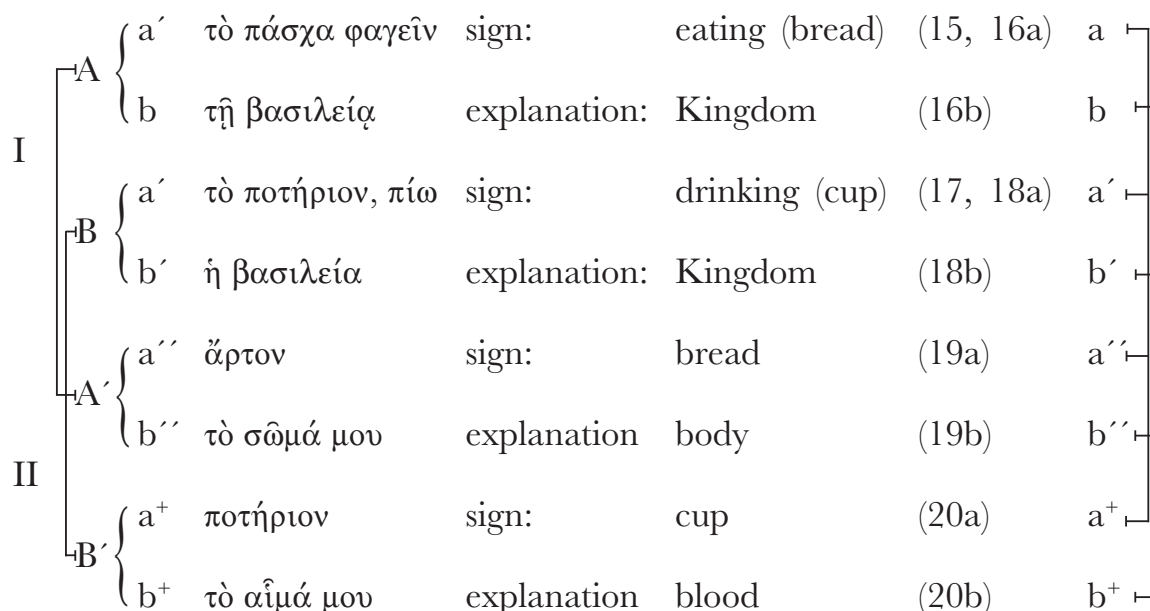 a´ τὸ πάσχα φαγεῖν sign: eating (bread) (15, 16a) a
A
b τῇ βασιλείᾳ explanation: Kingdom (16b) b
I
a´ τὸ ποτήριον, πίω sign: drinking (cup) (17, 18a) a´
B
b´ ἡ βασιλεία explanation: Kingdom (18b) b´
a´´ ἄρτον sign: bread (19a) a´´
A´
b´´ τὸ σῶμά μου explanation body (19b) b´´
II
a⁺ ποτήριον sign: cup (20a) a⁺
B´
b⁺ τὸ αἷμά μου explanation blood (20b) b⁺